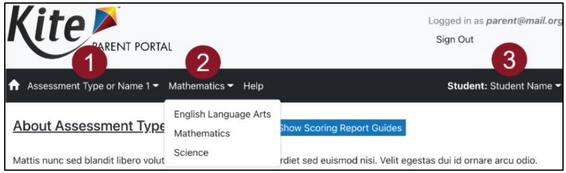 Kite
PARENT PORTAL
Logged in as parent@mail.org
Sign Out
1
2
3
Assessment Type or Name 1
Mathematics
Help
Student: Student Name
English Language Arts
Mathematics
Science
About Assessment Type
Show Scoring Report Guides
Mattis nunc sed blandit libero volut
rdiet sed euismod nisi. Velit egestas dui id ornare arcu odio.